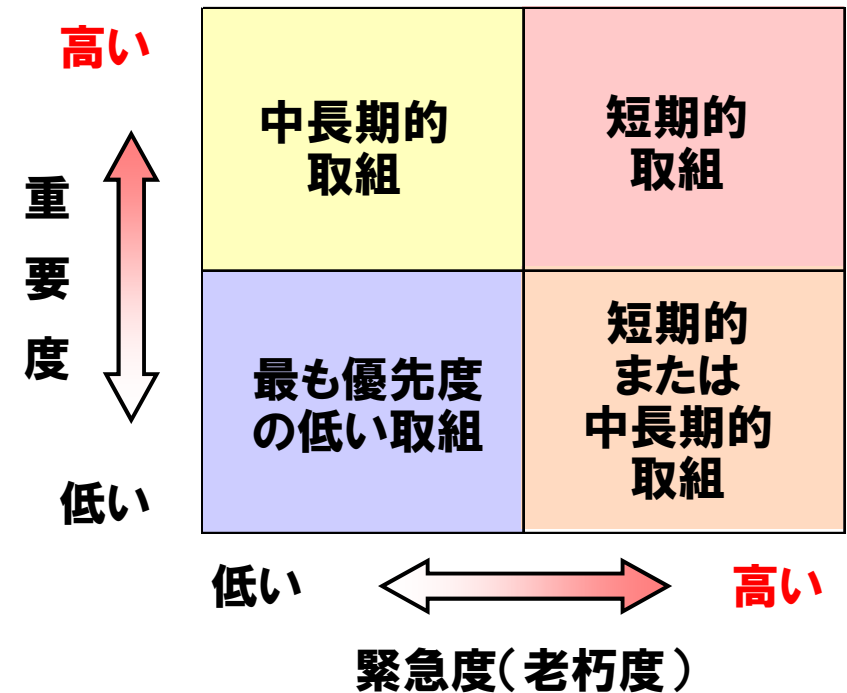 高い
中長期的
取組
短期的
取組
重
要
度
最も優先度
の低い取組
短期的
または
中長期的
取組
低い
低い
高い
緊急度(老朽度)